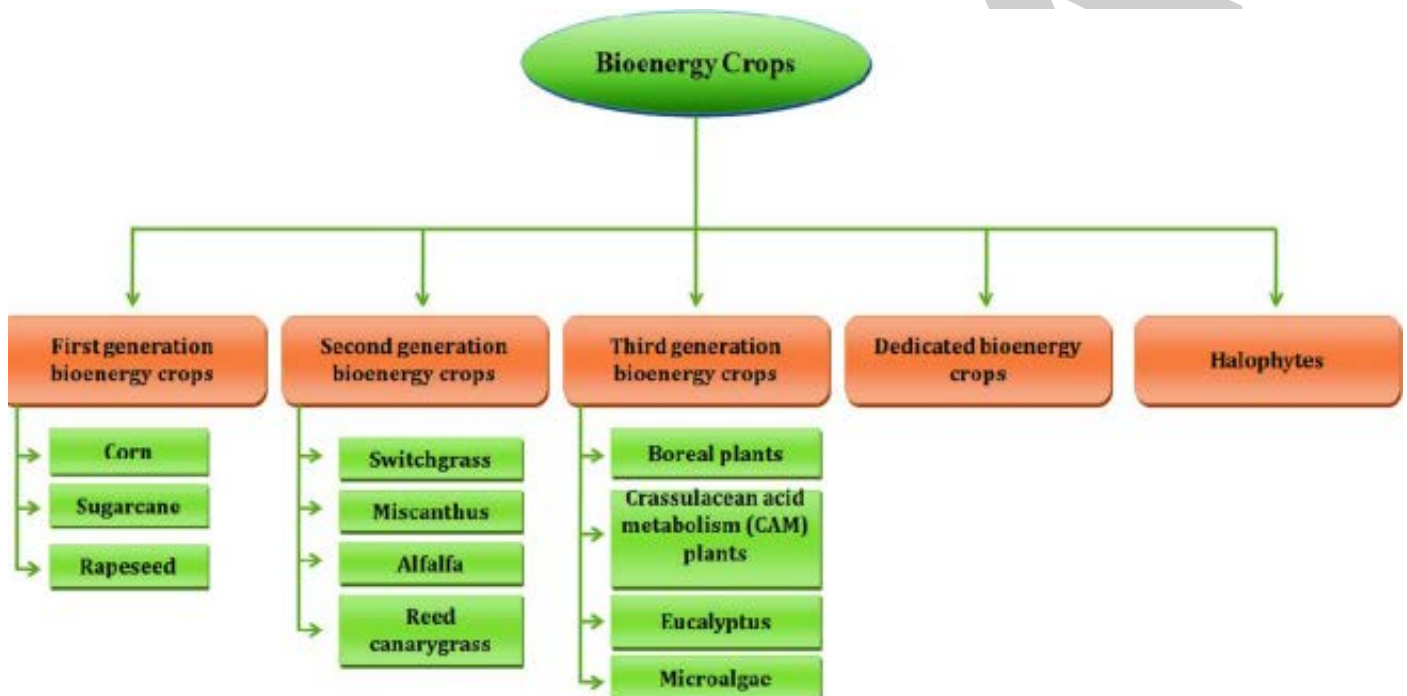 Bioenergy Crops
First generation
bioenergy crops
Second generation
bioenergy crops
Third generation
bioenergy crops
Dedicated bioenergy
crops
Halophytes
Corn
Sugarcane
Rapeseed
Switchgrass
Miscanthus
Alfalfa
Reed
canarygrass
Boreal plants
Crassulacean acid
metabolism (CAM)
plants
Eucalyptus
Microalgae